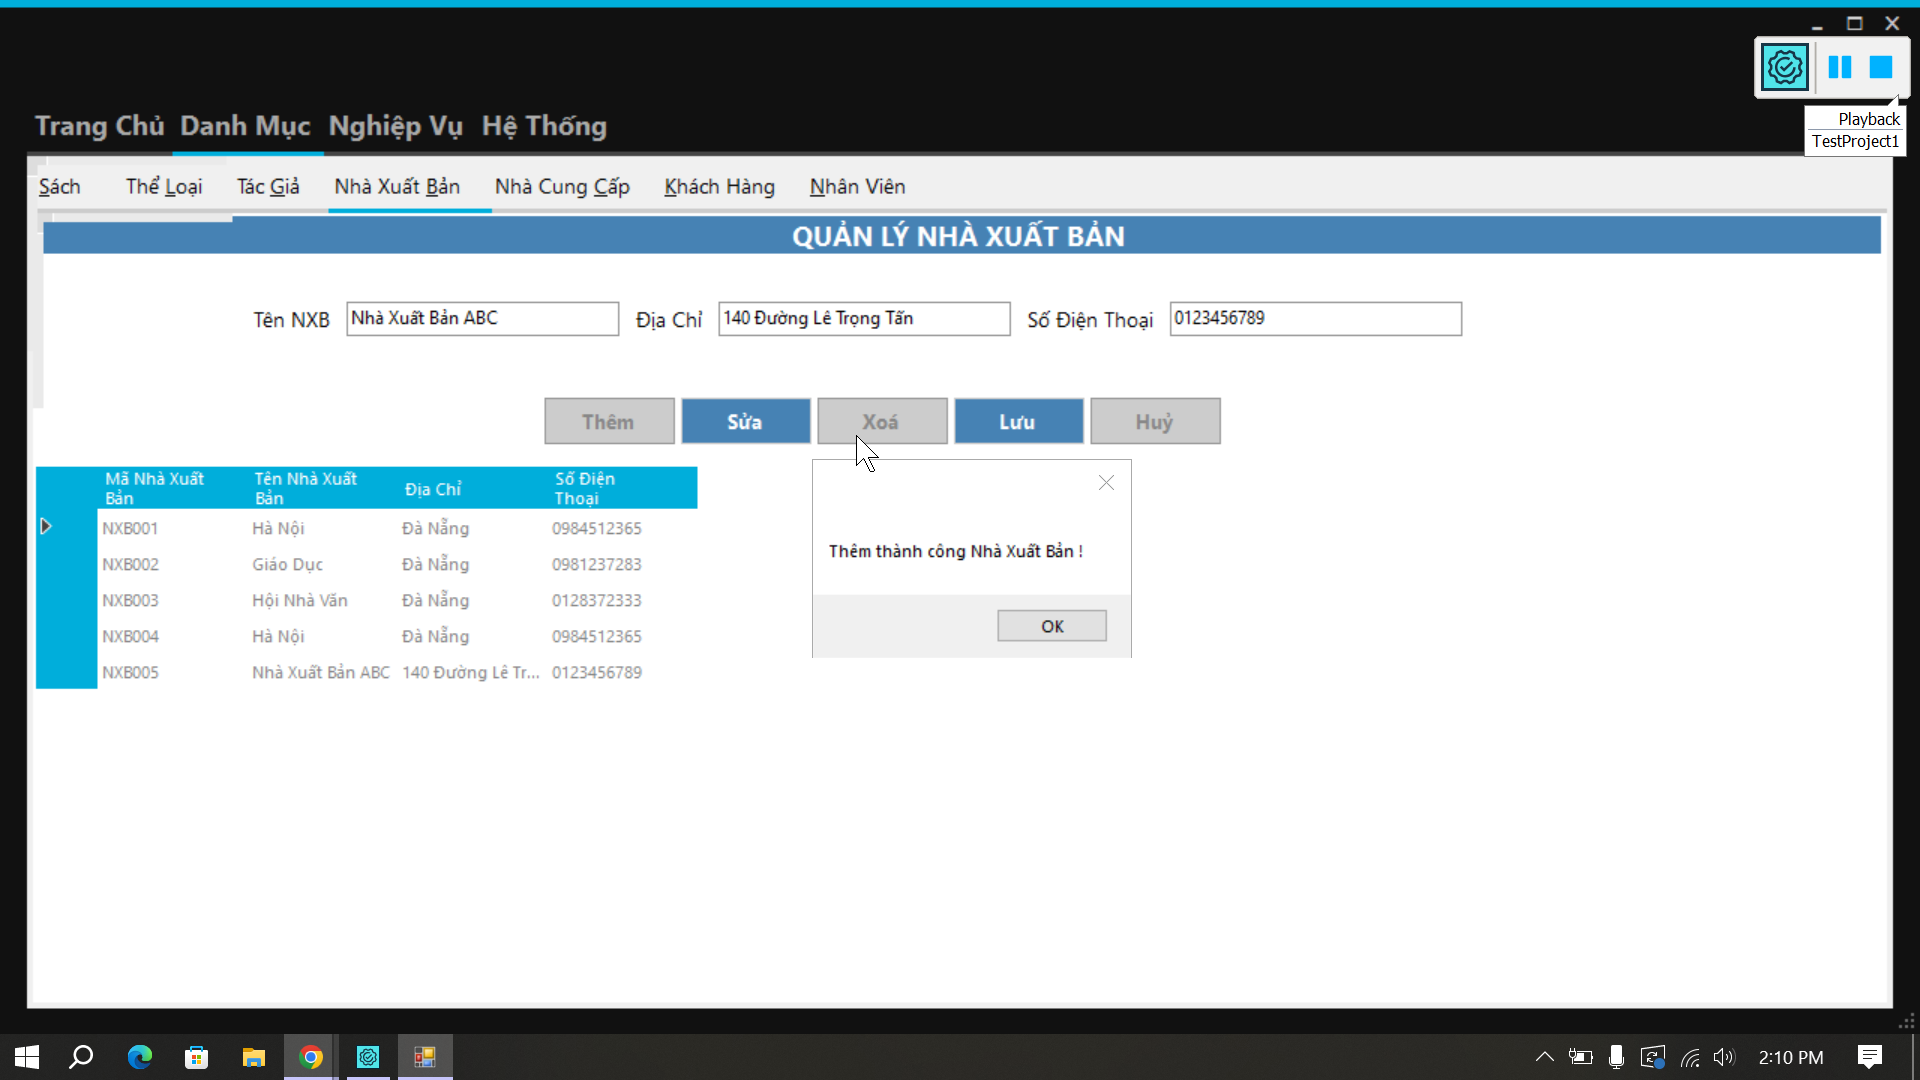 Playback
TestProject1
Trang Chủ Danh Mục Nghiệp Vụ Hệ Thống
Sách Thể Loại Tác Giả Nhà Xuất Bản Nhà Cung Cấp Khách Hàng Nhân Viên
QUẢN LÝ NHÀ XUẤT BẢN
Tên NXB Nhà Xuất Bản ABC Địa Chỉ 140 Đường Lê Trọng Tấn Số Điện Thoại 0123456789
Thêm Sửa Xoá Lưu Huỷ
Mã Nhà Xuất Bản Tên Nhà Xuất Bản Địa Chỉ Số Điện Thoại
NXB001 Hà Nội Đà Nẵng 0984512365
NXB002 Giáo Dục Đà Nẵng 0981237283
NXB003 Hội Nhà Văn Đà Nẵng 0128372333
NXB004 Hà Nội Đà Nẵng 0984512365
NXB005 Nhà Xuất Bản ABC 140 Đường Lê Tr... 0123456789
Thêm thành công Nhà Xuất Bản !
OK
2:10 PM